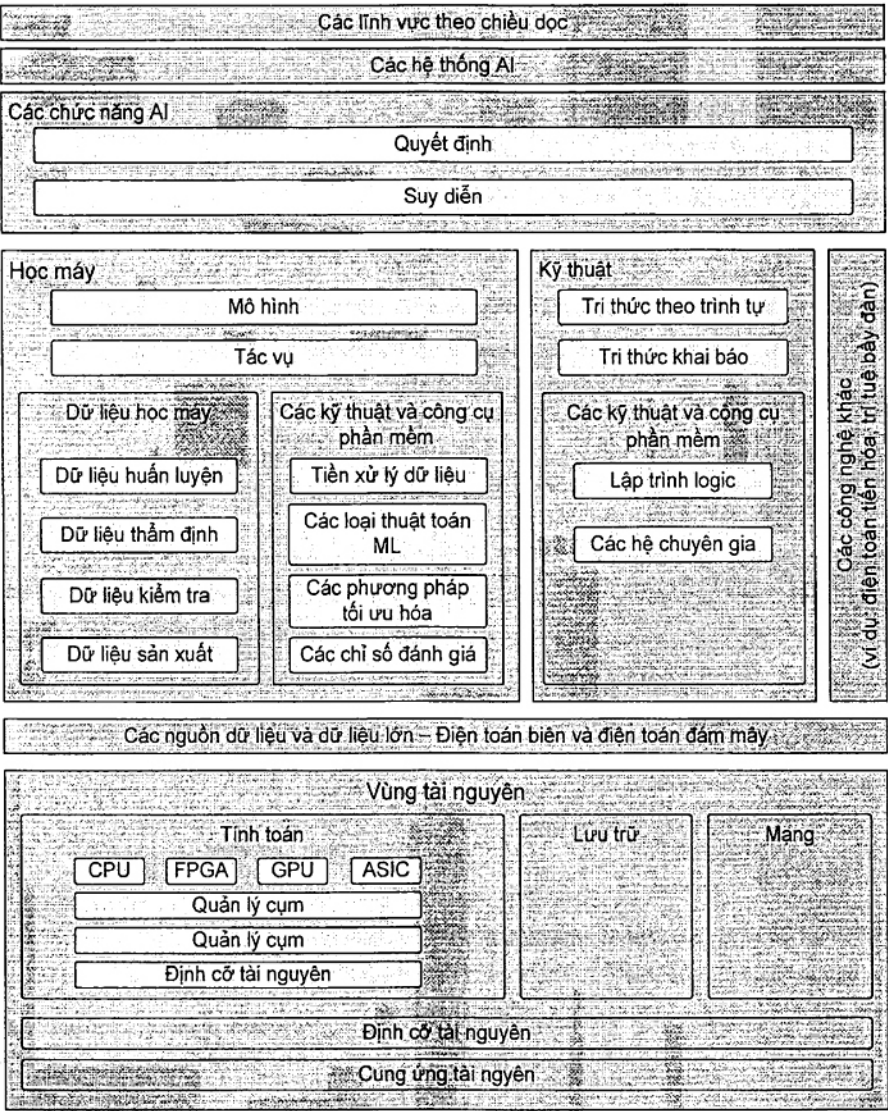 Các lĩnh vực theo chiều dọc
Các hệ thống AI
Các chức năng AI
Quyết định
Suy diễn
Học máy
Mô hình
Tác vụ
Dữ liệu học máy
Dữ liệu huấn luyện
Dữ liệu thẩm định
Dữ liệu kiểm tra
Dữ liệu sản xuất
Các kỹ thuật và công cụ
phần mềm
Tiền xử lý dữ liệu
Các loại thuật toán
ML
Các phương pháp
tối ưu hóa
Các chỉ số đánh giá
Kỹ thuật
Tri thức theo trình tự
Tri thức khai báo
Các kỹ thuật và công cụ
phần mềm
Lập trình logic
Các hệ chuyên gia
Các công nghệ khác
(ví dụ: điện toán tiến hóa, trí tuệ bày đàn)
Các nguồn dữ liệu và dữ liệu lớn – Điện toán biên và điện toán đám mây
Vùng tài nguyên
Tính toán
CPU
FPGA
GPU
ASIC
Quản lý cụm
Quản lý cụm
Định cỡ tài nguyên
Lưu trữ
Mạng
Định cỡ tài nguyên
Cung ứng tài ngyên